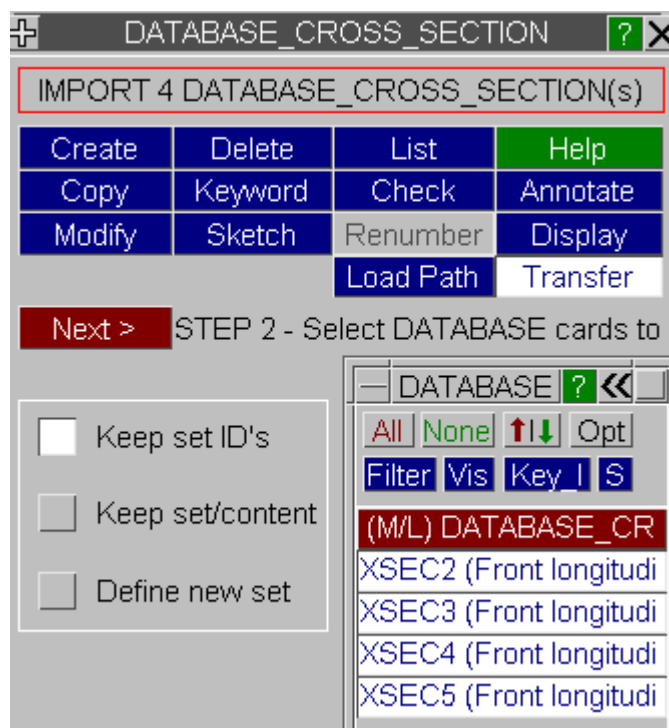 DATABASE_CROSS_SECTION ? X
IMPORT 4 DATABASE_CROSS_SECTION(s)
Create Delete List Help
Copy Keyword Check Annotate
Modify Sketch Renumber Display
Load Path Transfer
Next > STEP 2 - Select DATABASE cards to
DATABASE ? «
All None Opt
Keep set ID's
Filter Vis Key_I S
Keep set/content
(M/L) DATABASE_CR
XSEC2 (Front longitudi
Define new set
XSEC3 (Front longitudi
XSEC4 (Front longitudi
XSEC5 (Front longitudi